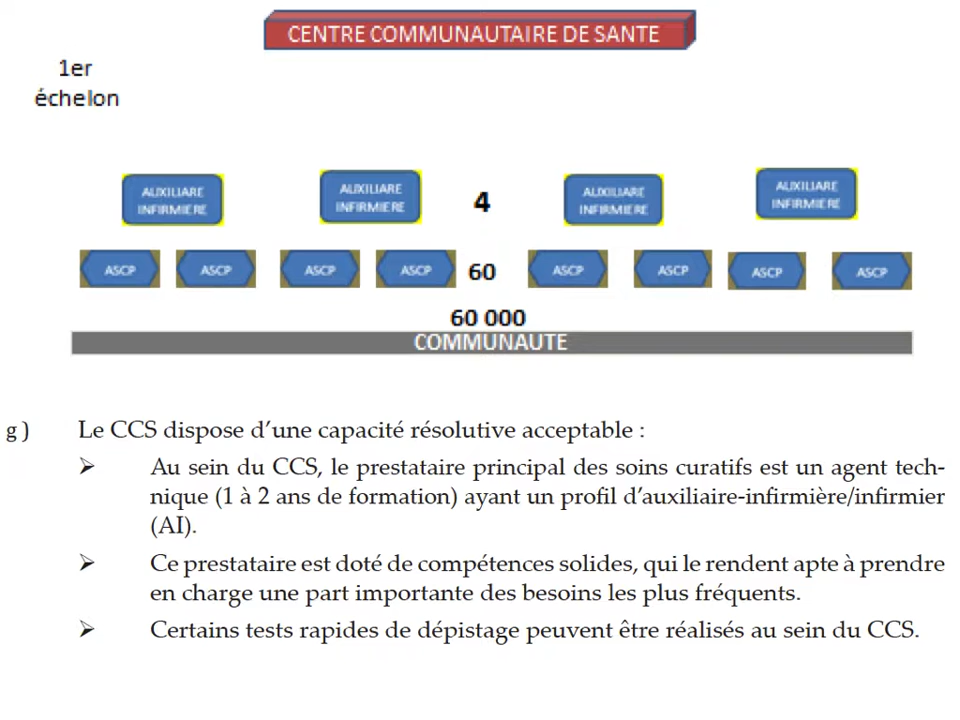 CENTRE COMMUNAUTAIRE DE SANTE
1er
échelon
AUXILIARE
INFIRMIERE
AUXILIARE
INFIRMIERE
4
AUXILIARE
INFIRMIERE
AUXILIARE
INFIRMIERE
ASCP ASCP ASCP ASCP 60 ASCP ASCP ASCP ASCP
60 000
COMMUNAUTE
g) Le CCS dispose d’une capacité résolutive acceptable :
➢ Au sein du CCS, le prestataire principal des soins curatifs est un agent tech-
nique (1 à 2 ans de formation) ayant un profil d’auxiliaire-infirmière/infirmier
(AI).
➢ Ce prestataire est doté de compétences solides, qui le rendent apte à prendre
en charge une part importante des besoins les plus fréquents.
➢ Certains tests rapides de dépistage peuvent être réalisés au sein du CCS.